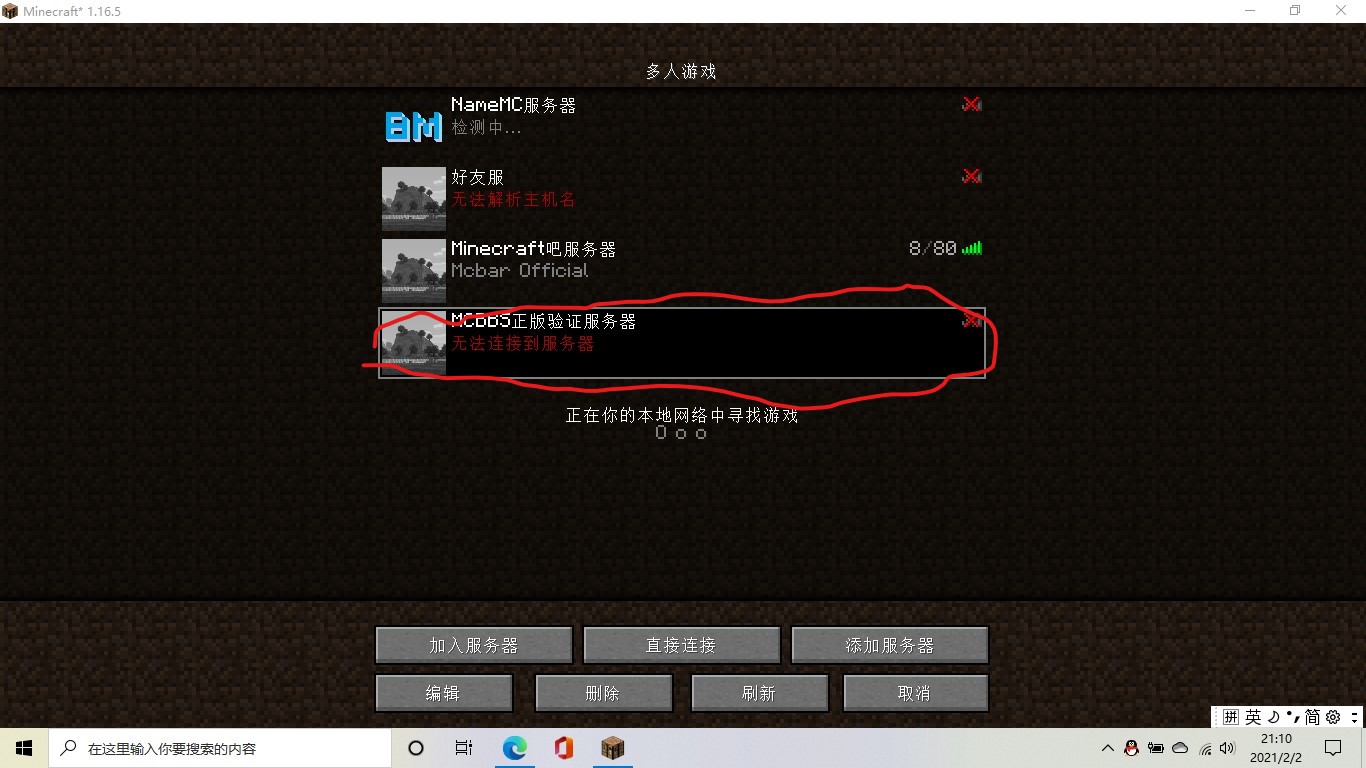 Minecraft* 1.16.5
多人游戏
NameMC服务器
检测中...
好友服
无法解析主机名
Minecraft吧服务器
8/80
Mcbar Official
MCBBS正版验证服务器
无法连接到服务器
正在你的本地网络中寻找游戏
加入服务器
直接连接
添加服务器
编辑
删除
刷新
取消
拼 英 简
在这里输入你要搜索的内容
21:10
2021/2/2